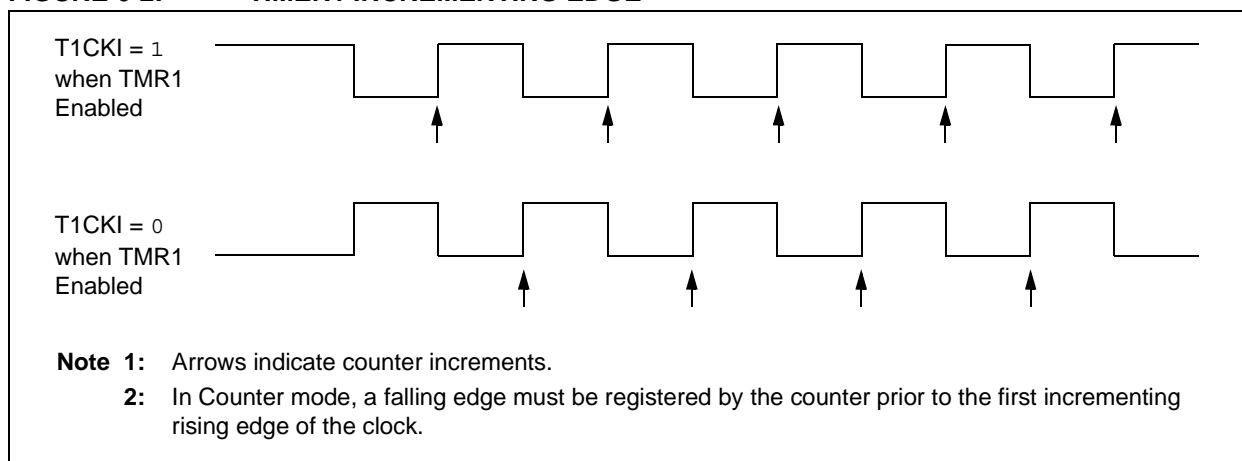 T1CKI = 1
when TMR1
Enabled
T1CKI = 0
when TMR1
Enabled
Note 1: Arrows indicate counter increments.
2: In Counter mode, a falling edge must be registered by the counter prior to the first incrementing
rising edge of the clock.